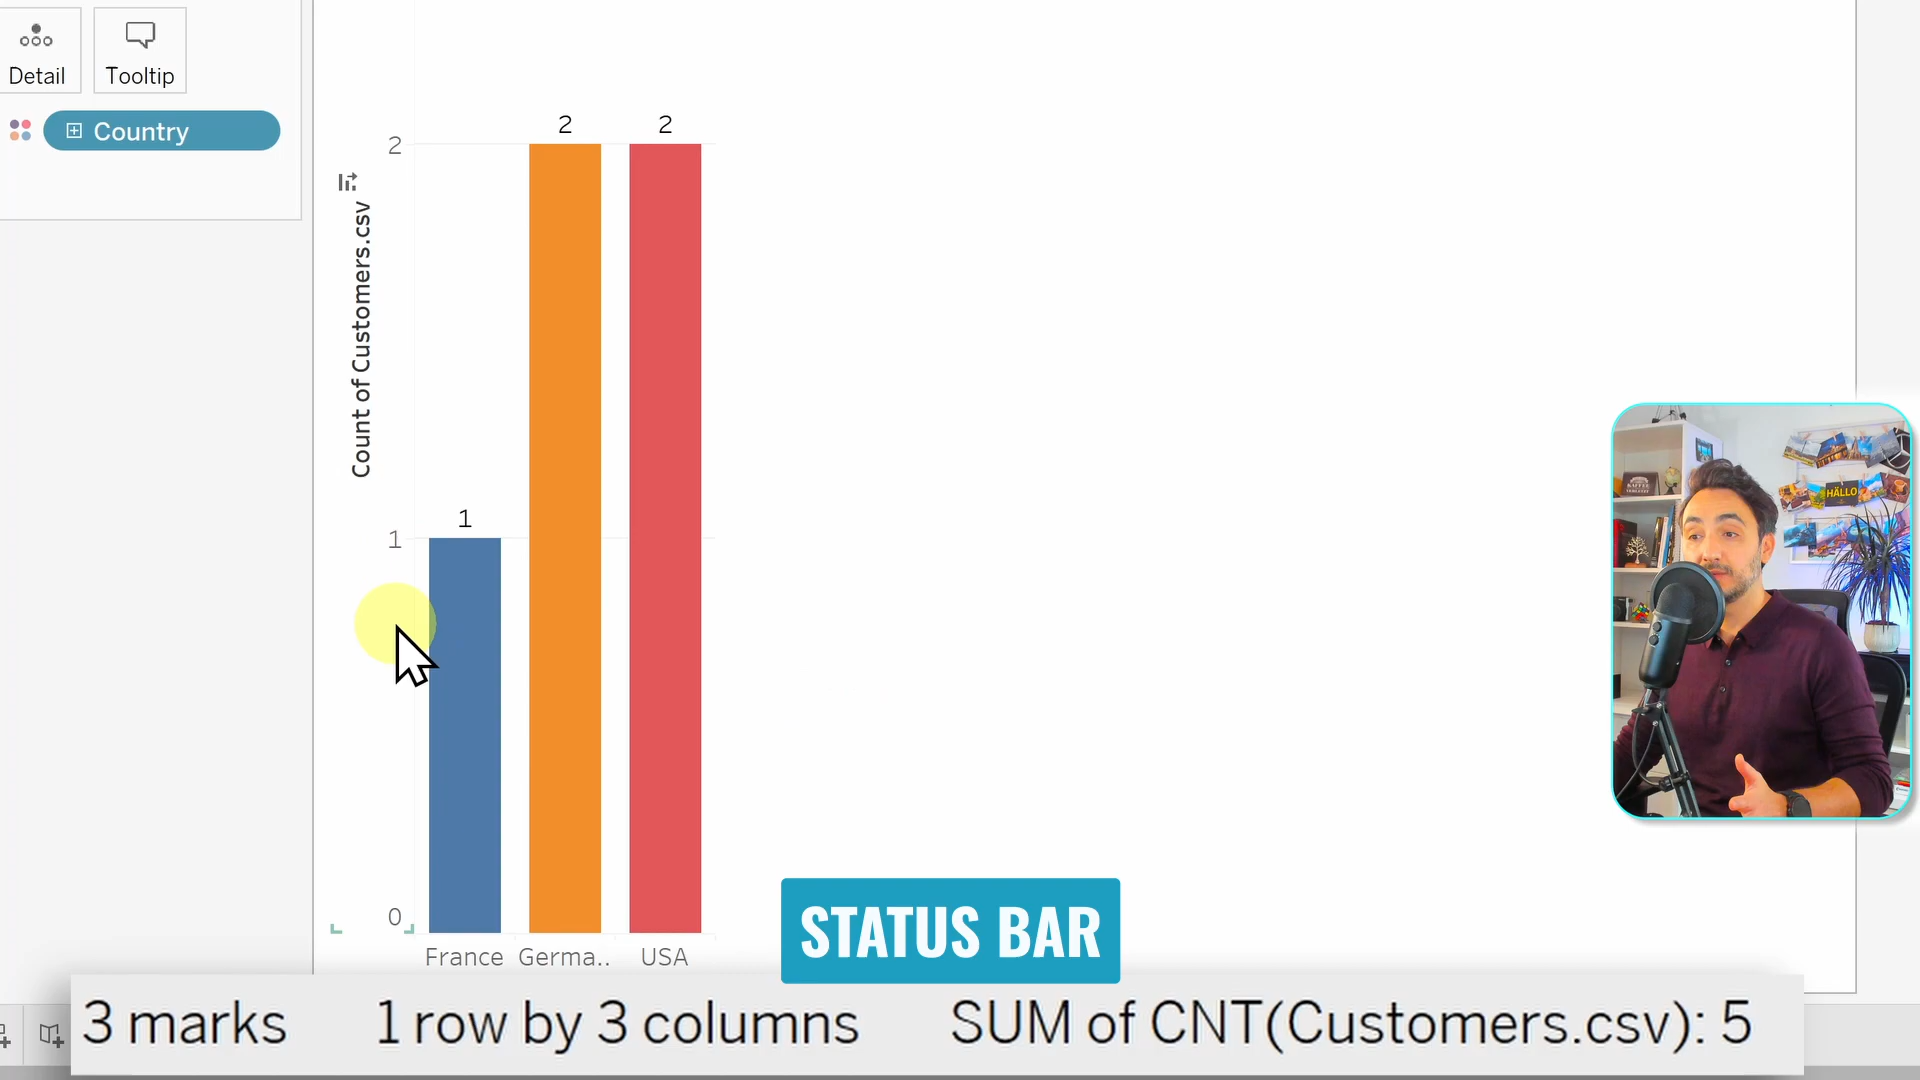 Detail
Tooltip
Country
2
2
2
Count of Customers.csv
1
1
0
France
Germa..
USA
HÄLLO
STATUS BAR
3 marks
1 row by 3 columns
SUM of CNT(Customers.csv): 5